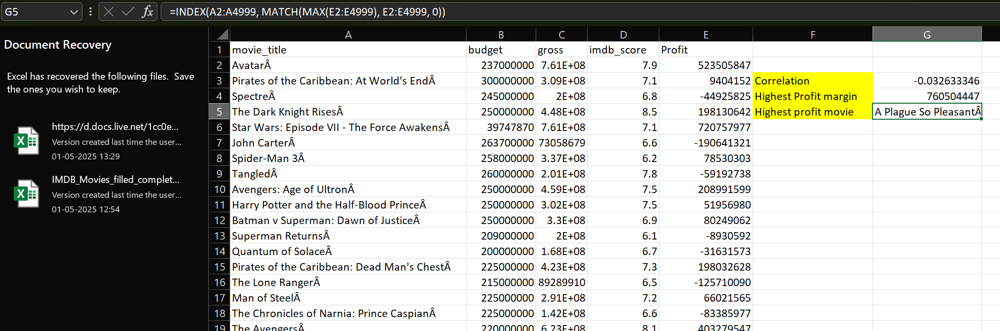 G5
fx
=INDEX(A2:A4999, MATCH(MAX(E2:E4999), E2:E4999, 0))
Document Recovery
Excel has recovered the following files. Save
the ones you wish to keep.
https://d.docs.live.net/1cc0e...
Version created last time the user...
01-05-2025 13:29
IMDB_Movies_filled_complet...
Version created last time the user...
01-05-2025 12:54
A B C D E F G
1 movie_title budget gross imdb_score Profit
2 AvatarÂ 237000000 7.61E+08 7.9 523505847
3 Pirates of the Caribbean: At World's EndÂ 300000000 3.09E+08 7.1 9404152 Correlation -0.032633346
4 SpectreÂ 245000000 2E+08 6.8 -44925825 Highest Profit margin 760504447
5 The Dark Knight RisesÂ 250000000 4.48E+08 8.5 198130642 Highest profit movie A Plague So PleasantÂ
6 Star Wars: Episode VII - The Force AwakensÂ 39747870 7.61E+08 7.1 720757977
7 John CarterÂ 263700000 73058679 6.6 -190641321
8 Spider-Man 3Â 258000000 3.37E+08 6.2 78530303
9 TangledÂ 260000000 2.01E+08 7.8 -59192738
10 Avengers: Age of UltronÂ 250000000 4.59E+08 7.5 208991599
11 Harry Potter and the Half-Blood PrinceÂ 250000000 3.02E+08 7.5 51956980
12 Batman v Superman: Dawn of JusticeÂ 250000000 3.3E+08 6.9 80249062
13 Superman ReturnsÂ 209000000 2E+08 6.1 -8930592
14 Quantum of SolaceÂ 200000000 1.68E+08 6.7 -31631573
15 Pirates of the Caribbean: Dead Man's ChestÂ 225000000 4.23E+08 7.3 198032628
16 The Lone RangerÂ 215000000 89289910 6.5 -125710090
17 Man of SteelÂ 225000000 2.91E+08 7.2 66021565
18 The Chronicles of Narnia: Prince CaspianÂ 225000000 1.42E+08 6.6 -83385977
19 The AvengersÂ 220000000 6.23E+08 8.1 403279547